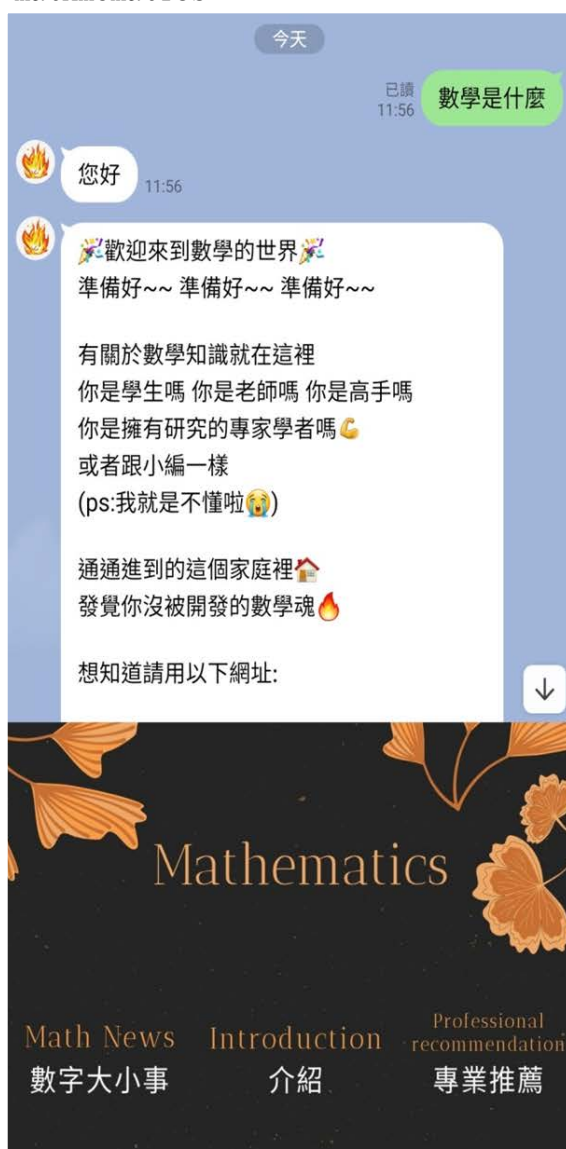 今天
已讀
11:56
數學是什麼
您好
11:56
🎉歡迎來到數學的世界🎉
準備好~~ 準備好~~ 準備好~~
有關於數學知識就在這裡
你是學生嗎 你是老師嗎 你是高手嗎
你是擁有研究的專家學者嗎💪
或者跟小編一樣
(ps:我就是不懂啦😭)
通通進到的這個家庭裡🏠
發覺你沒被開發的數學魂🔥
想知道請用以下網址:
Mathematics
Math News
數字大小事
Introduction
介紹
Professional
recommendation
專業推薦